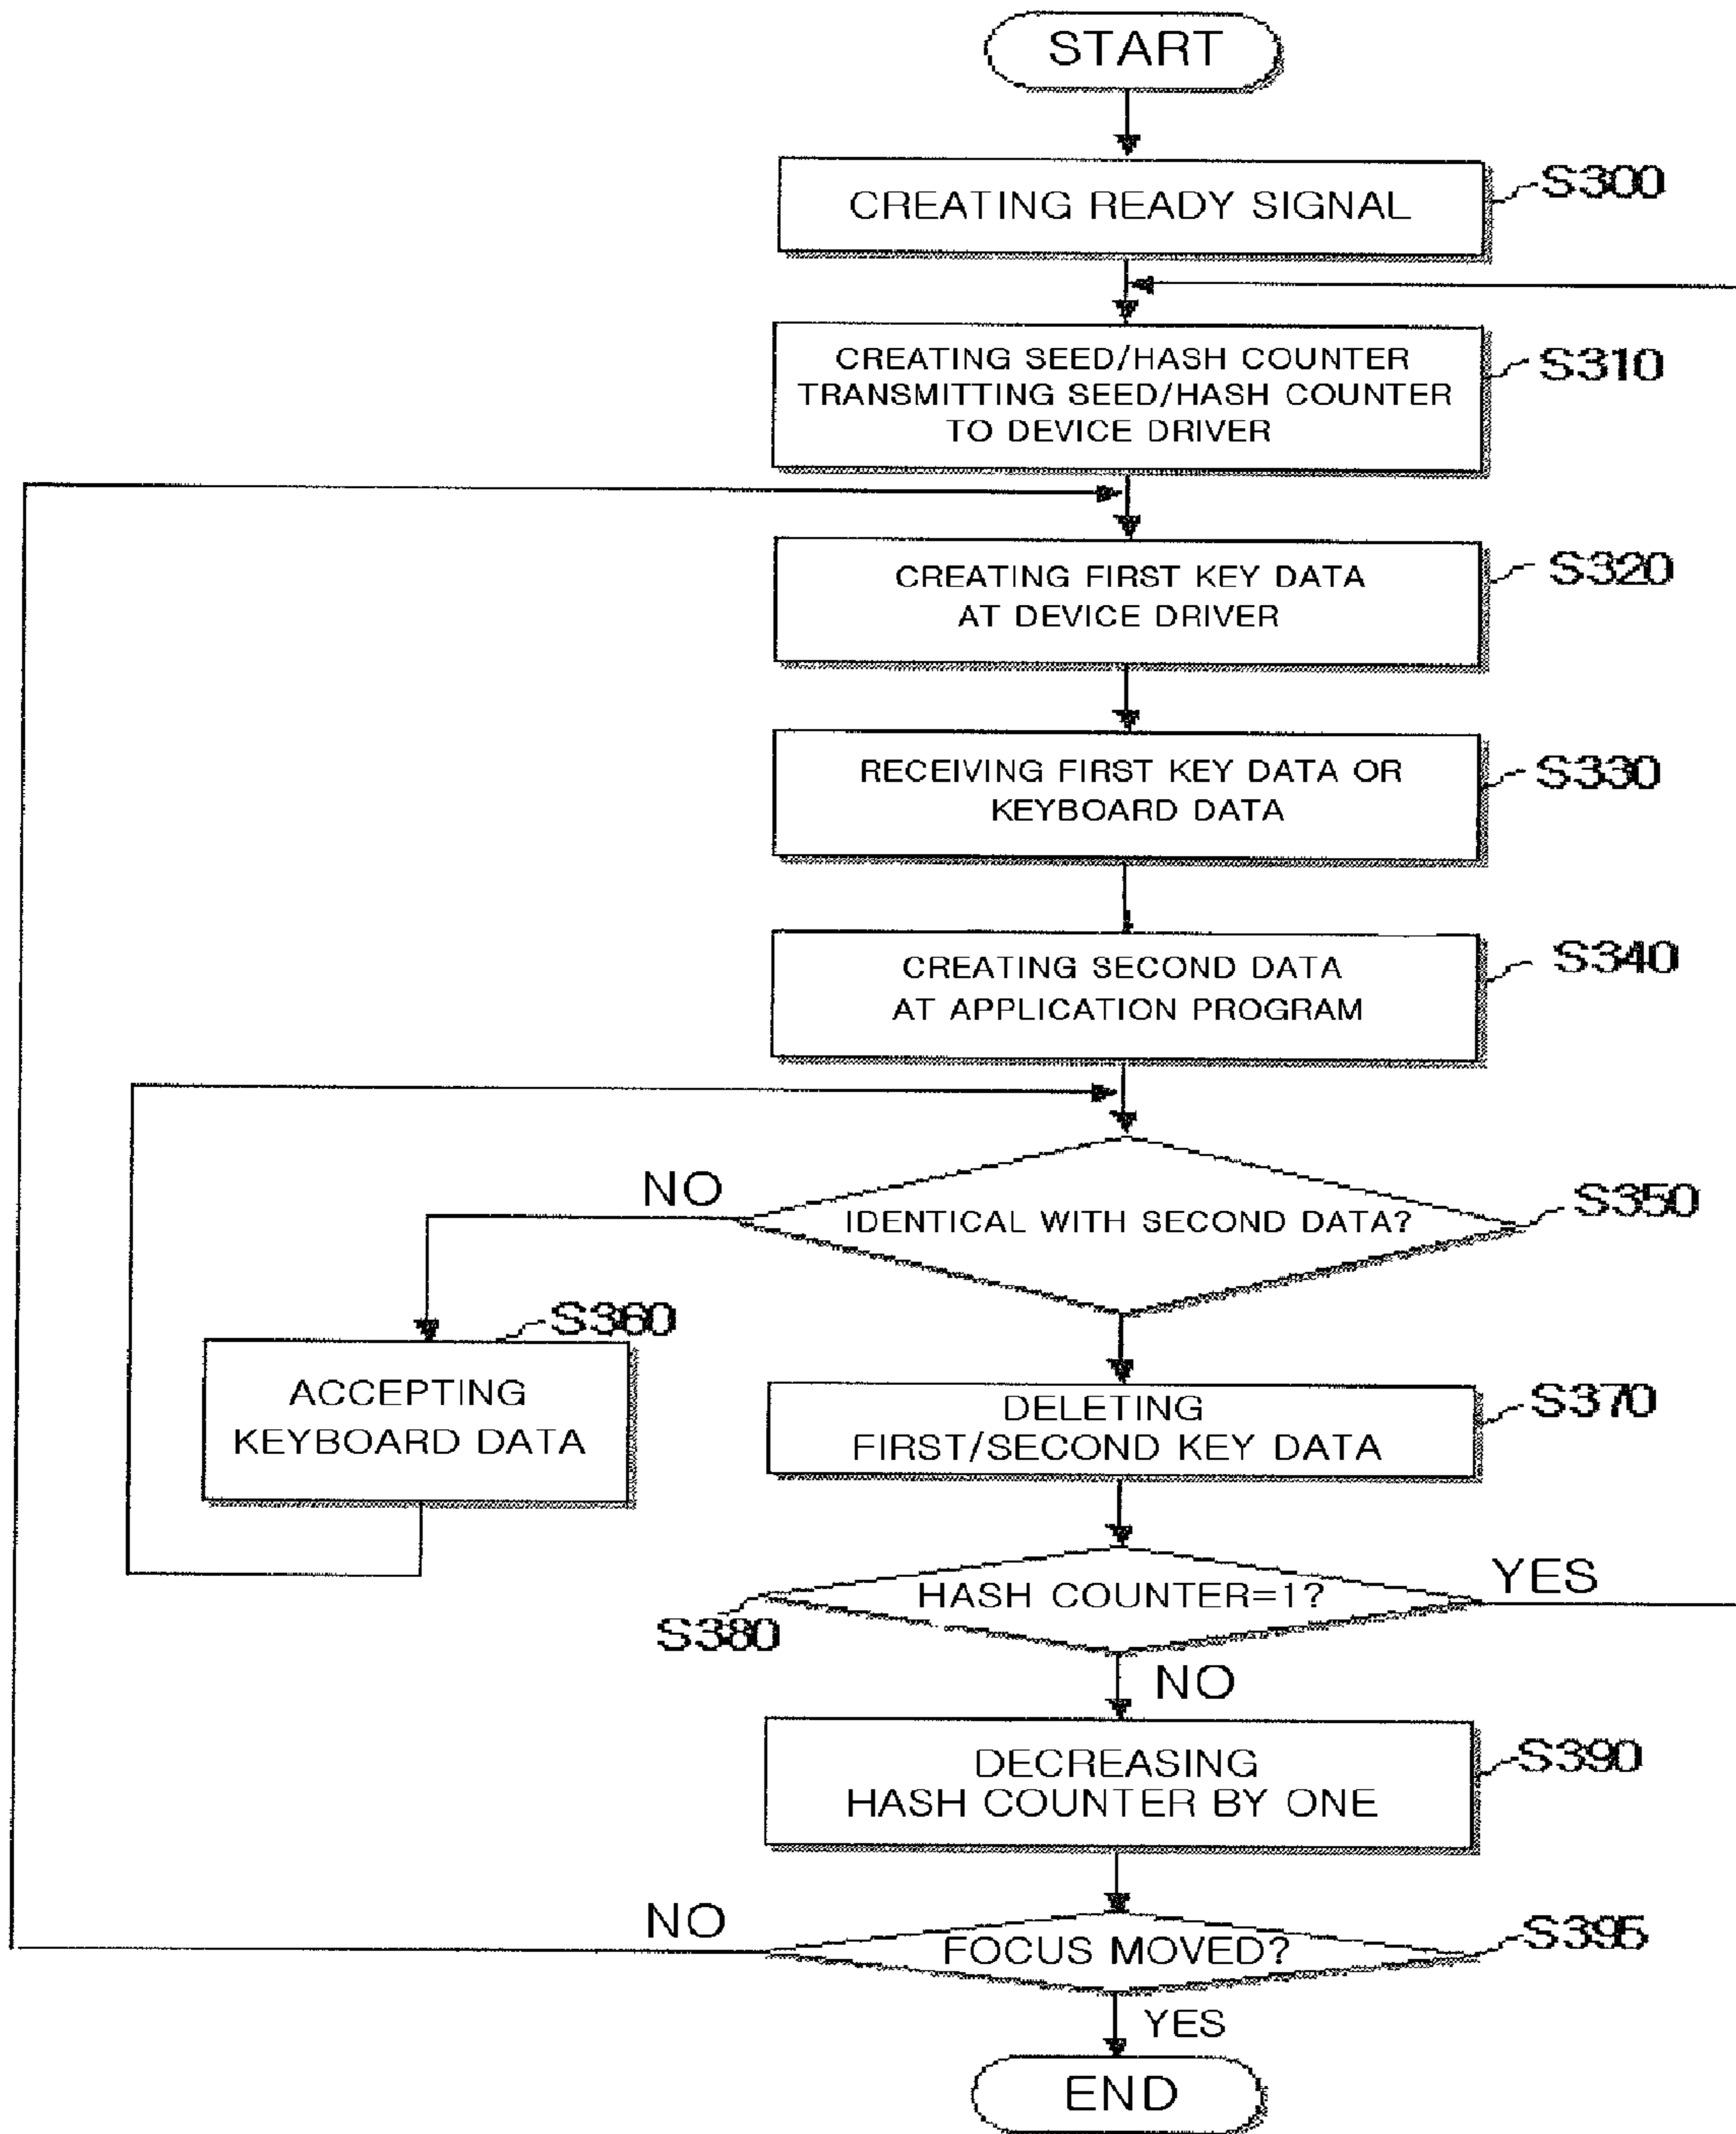 START
CREATING READY SIGNAL
S300
CREATING SEED/HASH COUNTER
TRANSMITTING SEED/HASH COUNTER
TO DEVICE DRIVER
S310
CREATING FIRST KEY DATA
AT DEVICE DRIVER
S320
RECEIVING FIRST KEY DATA OR
KEYBOARD DATA
S330
CREATING SECOND DATA
AT APPLICATION PROGRAM
S340
IDENTICAL WITH SECOND DATA?
S350
NO
S360
ACCEPTING
KEYBOARD DATA
DELETING
FIRST/SECOND KEY DATA
S370
HASH COUNTER=1?
YES
S380
NO
DECREASING
HASH COUNTER BY ONE
S390
NO
FOCUS MOVED?
S395
YES
END